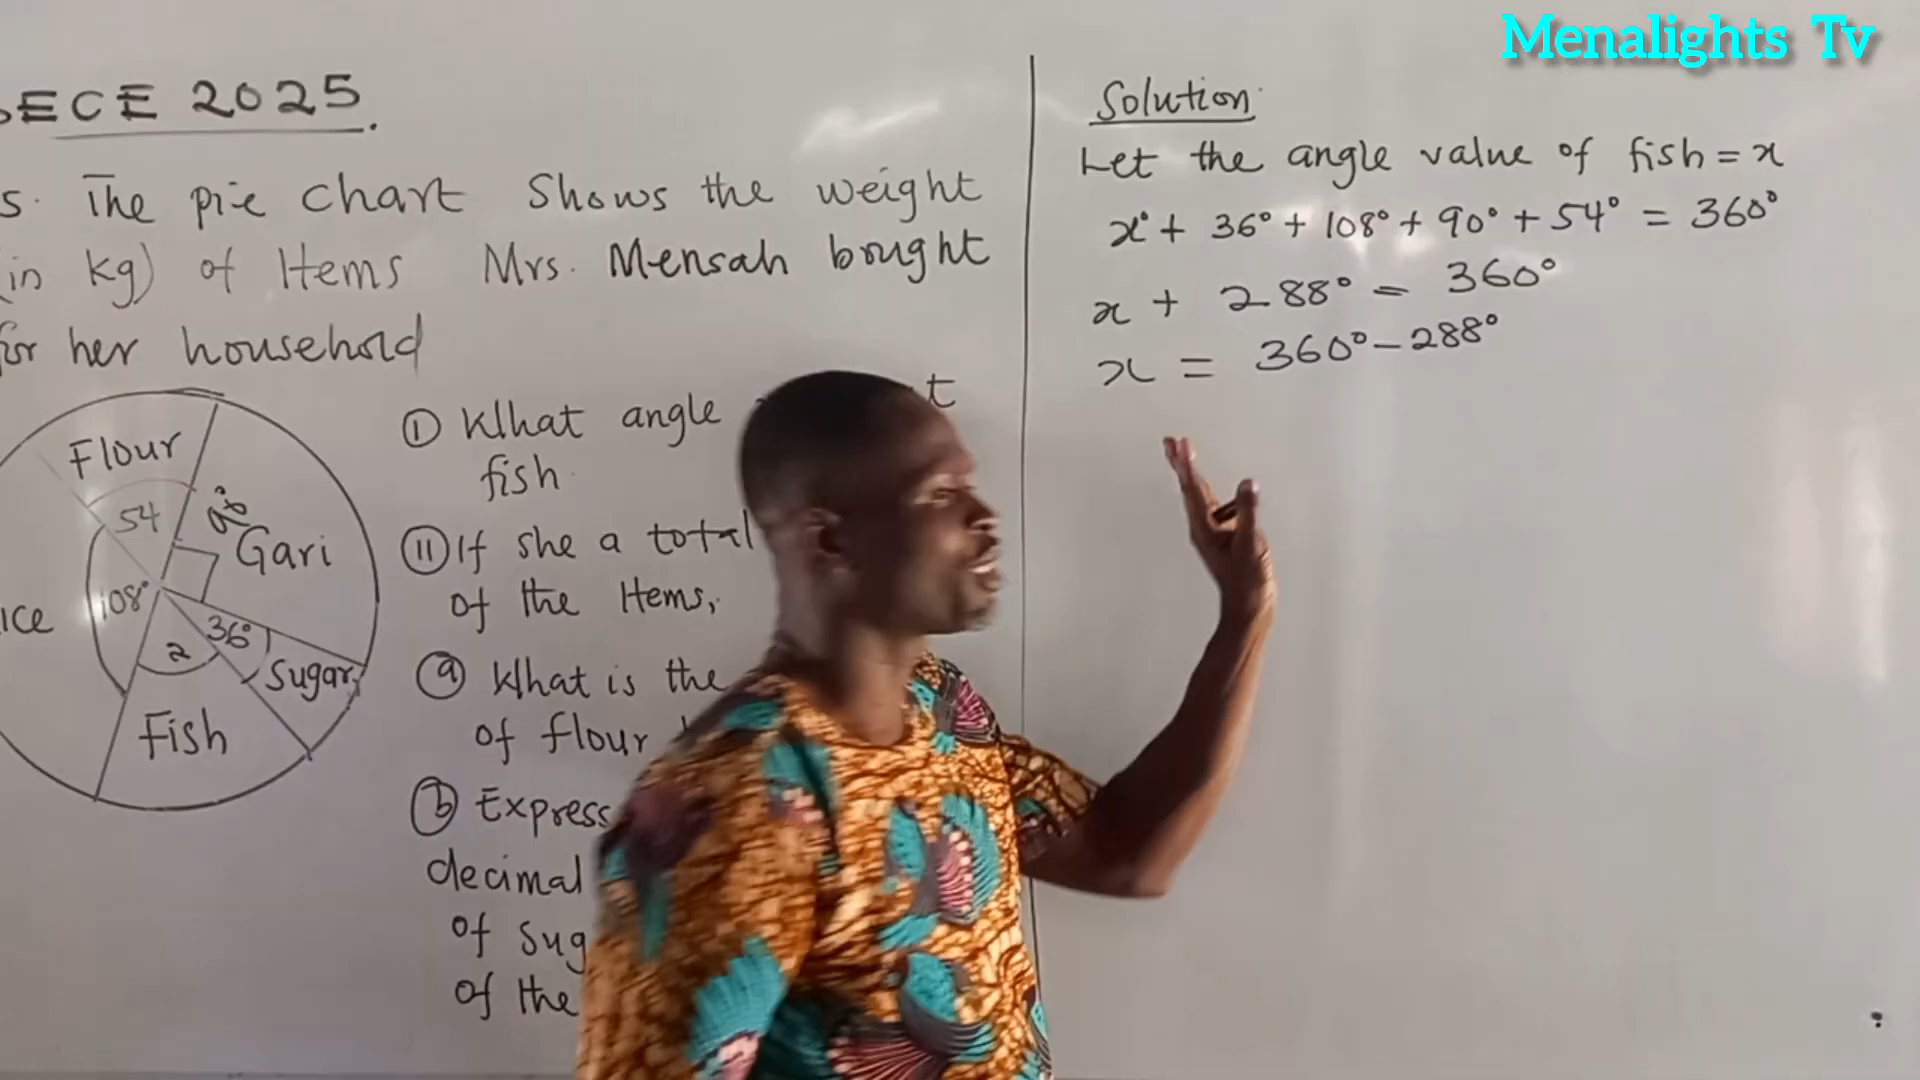 Menalights Tv
ECE 2025.
The pie chart Shows the weight
(in kg) of Items Mrs. Mensah bought
for her household
Flour
54
90°
Gari
108°
36°
Sugar
Fish
I What angle
fish
II If she a total
of the Items,
a What is the
of flour
b Express
decimal
of
of the
Solution
Let the angle value of fish = x
x° + 36° + 108° + 90° + 54° = 360°
x + 288° = 360°
x = 360° - 288°